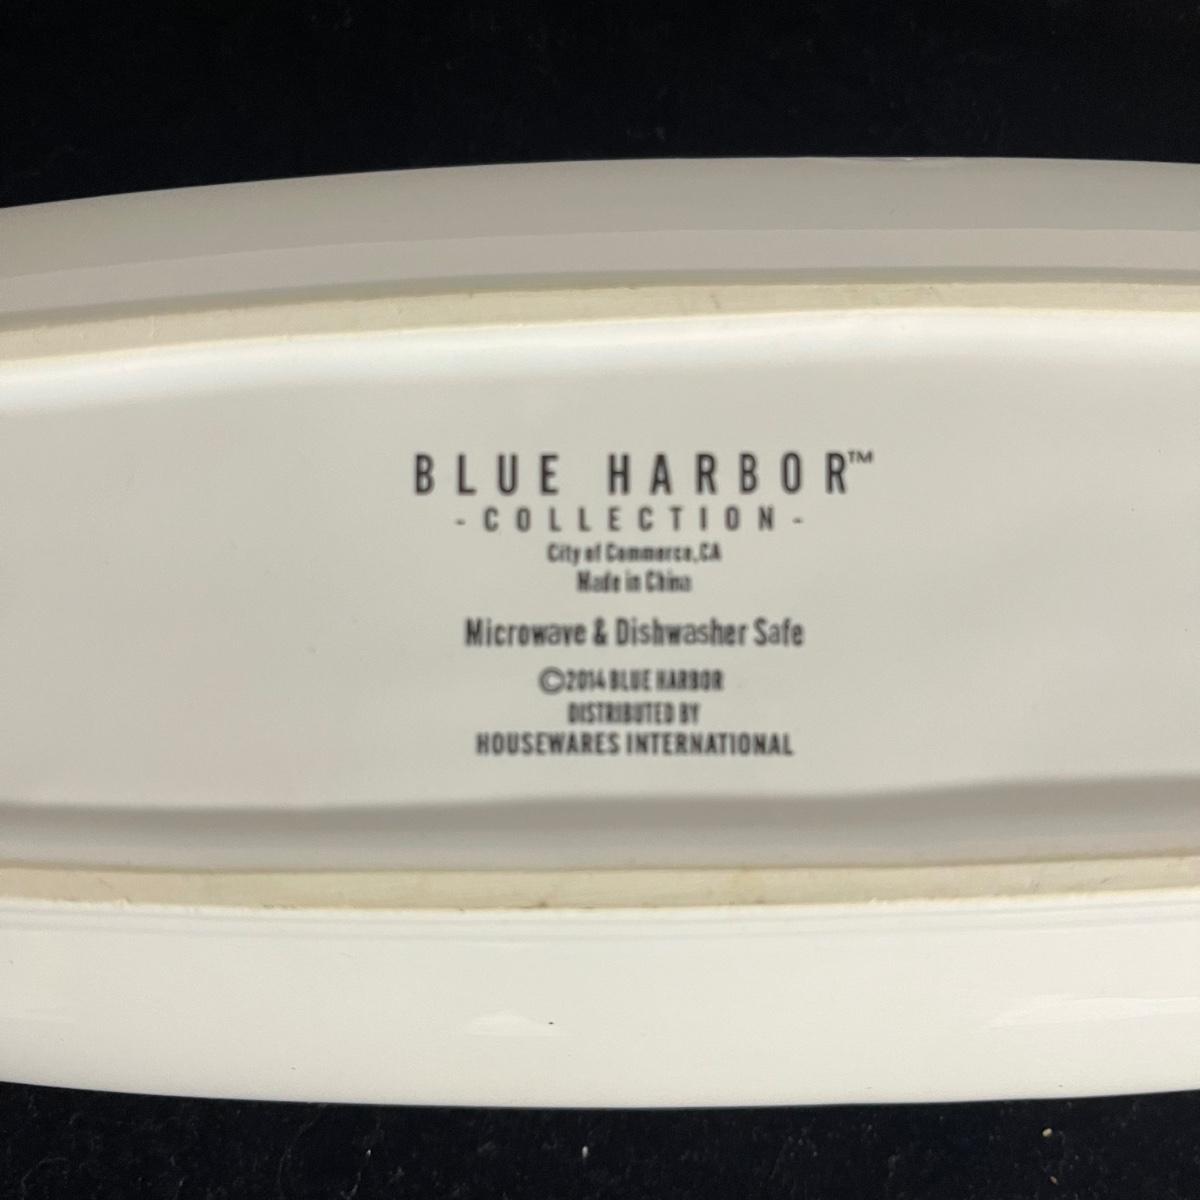 BLUE HARBOR™
- COLLECTION -
City of Commerce, CA
Made in China
Microwave & Dishwasher Safe
©2014 BLUE HARBOR
DISTRIBUTED BY
HOUSEWARES INTERNATIONAL